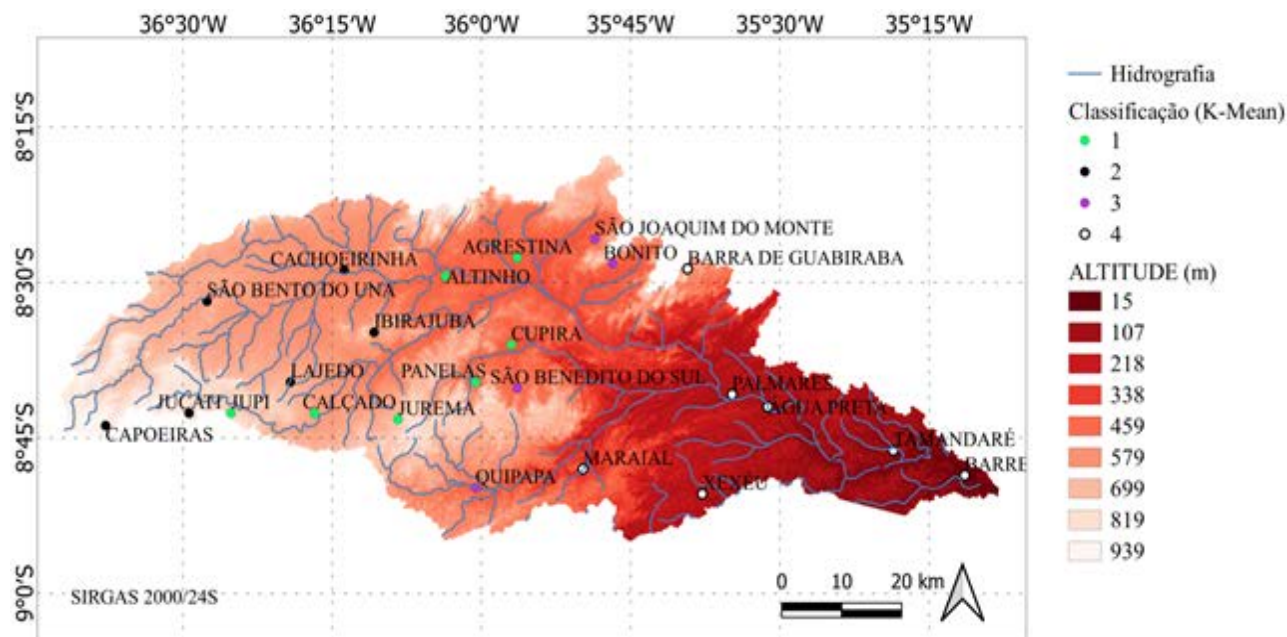 36°30'W 36°15'W 36°0'W 35°45'W 35°30'W 35°15'W
8°15'S
8°30'S
8°45'S
9°0'S
SÃO JOAQUIM DO MONTE
AGRESTINA
BONITO
BARRA DE GUABIRABA
CACHOEIRINHA
ALTINHO
SÃO BENTO DO UNA
IBIRAJUBA
CUPIRA
LAJEDO
PANELAS
SÃO BENEDITO DO SUL
PALMARES
JUCATI
JUPI
CALÇADO
JUREMA
ÁGUA PRETA
CAPOEIRAS
TAMANDARÉ
MARAIAL
BARRE
QUIPAPA
XEXÉU
SIRGAS 2000/24S
0 10 20 km
Hidrografia
Classificação (K-Mean)
1
2
3
4
ALTITUDE (m)
15
107
218
338
459
579
699
819
939